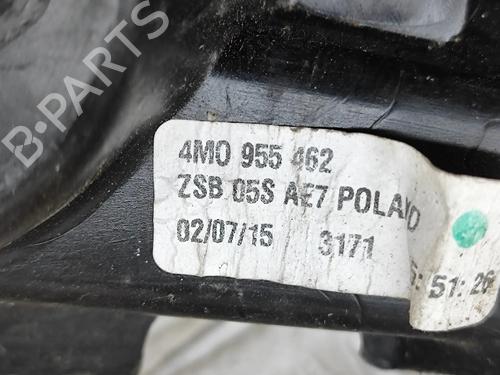 B-PARTS
4M0 955 462
ZSB 05S AE7 POLAND
02/07/15 3171
51: 26